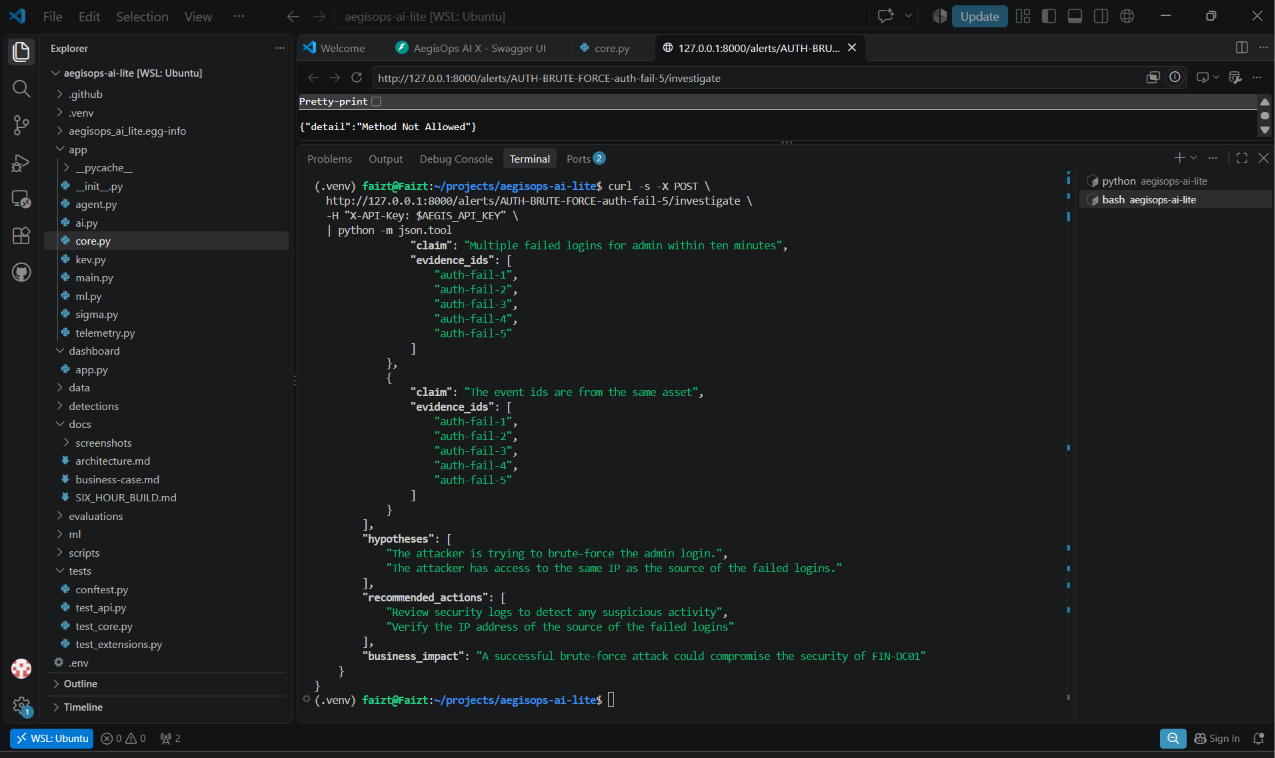 File Edit Selection View ··· aegisops-ai-lite [WSL: Ubuntu] Update
Explorer
aegisops-ai-lite [WSL: Ubuntu]
.github
.venv
aegisops_ai_lite.egg-info
app
__pycache__
__init__.py
agent.py
ai.py
core.py
kev.py
main.py
ml.py
sigma.py
telemetry.py
dashboard
app.py
data
detections
docs
screenshots
architecture.md
business-case.md
SIX_HOUR_BUILD.md
evaluations
ml
scripts
tests
conftest.py
test_api.py
test_core.py
test_extensions.py
.env
Outline
Timeline
1
Welcome AegisOps AI X - Swagger UI core.py 127.0.0.1:8000/alerts/AUTH-BRU...
http://127.0.0.1:8000/alerts/AUTH-BRUTE-FORCE-auth-fail-5/investigate
Pretty-print
{"detail":"Method Not Allowed"}
Problems Output Debug Console Terminal Ports 2
(.venv) faizt@Faizt:~/projects/aegisops-ai-lite$ curl -s -X POST \
http://127.0.0.1:8000/alerts/AUTH-BRUTE-FORCE-auth-fail-5/investigate \
-H "X-API-Key: $AEGIS_API_KEY" \
| python -m json.tool
"claim": "Multiple failed logins for admin within ten minutes",
"evidence_ids": [
"auth-fail-1",
"auth-fail-2",
"auth-fail-3",
"auth-fail-4",
"auth-fail-5"
]
},
{
"claim": "The event ids are from the same asset",
"evidence_ids": [
"auth-fail-1",
"auth-fail-2",
"auth-fail-3",
"auth-fail-4",
"auth-fail-5"
]
}
],
"hypotheses": [
"The attacker is trying to brute-force the admin login.",
"The attacker has access to the same IP as the source of the failed logins."
],
"recommended_actions": [
"Review security logs to detect any suspicious activity",
"Verify the IP address of the source of the failed logins"
],
"business_impact": "A successful brute-force attack could compromise the security of FIN-DC01"
}
}
(.venv) faizt@Faizt:~/projects/aegisops-ai-lite$
python aegisops-ai-lite
bash aegisops-ai-lite
WSL: Ubuntu 0 0 2 Sign In